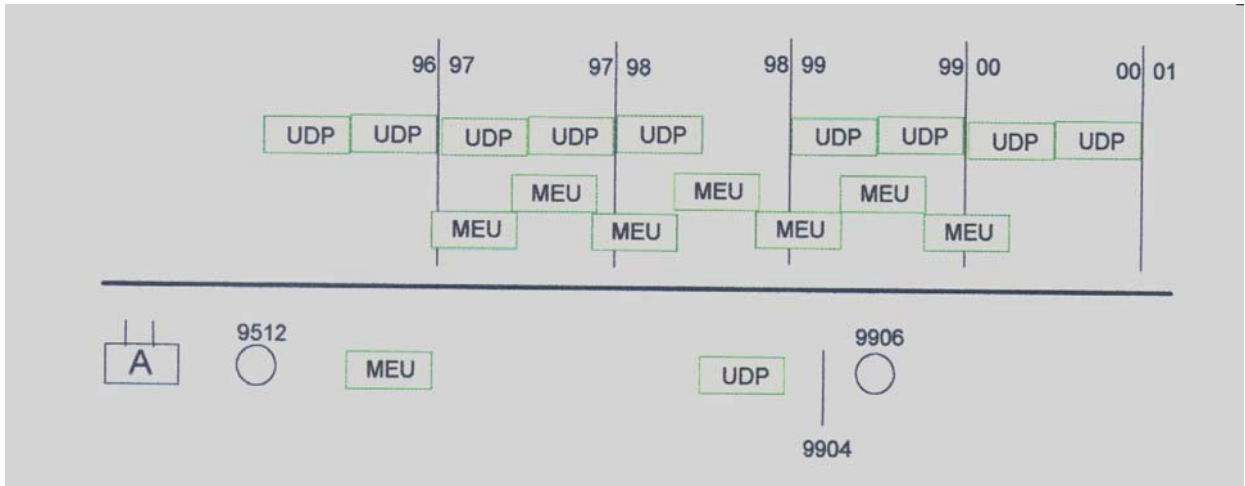 96 97 97 98 98 99 99 00 00 01
UDP UDP UDP UDP UDP UDP UDP UDP UDP
MEU MEU MEU
MEU MEU MEU MEU
9512 9906
A MEU UDP
9904